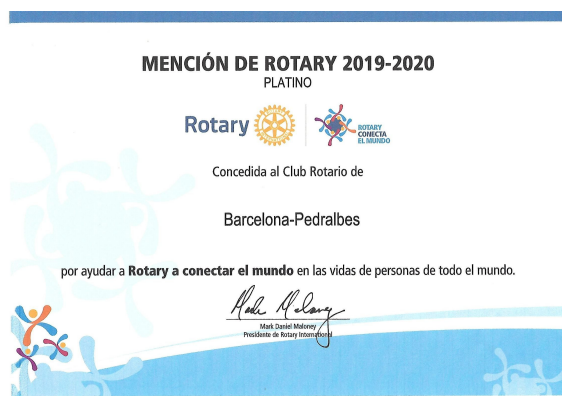 MENCIÓN DE ROTARY 2019-2020
PLATINO
Rotary
ROTARY
CONECTA
EL MUNDO
Concedida al Club Rotario de
Barcelona-Pedralbes
por ayudar a Rotary a conectar el mundo en las vidas de personas de todo el mundo.
Mark Daniel Maloney
Presidente de Rotary International